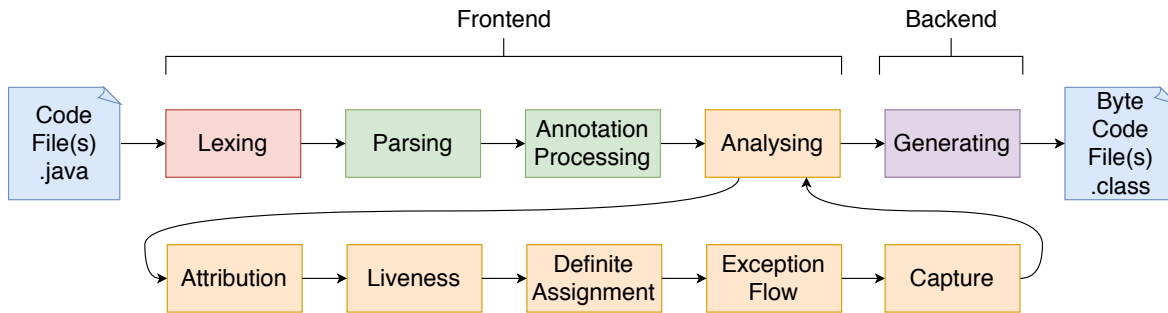 Frontend
Backend
Code
File(s)
.java
Lexing
Parsing
Annotation
Processing
Analysing
Generating
Byte
Code
File(s)
.class
Attribution
Liveness
Definite
Assignment
Exception
Flow
Capture